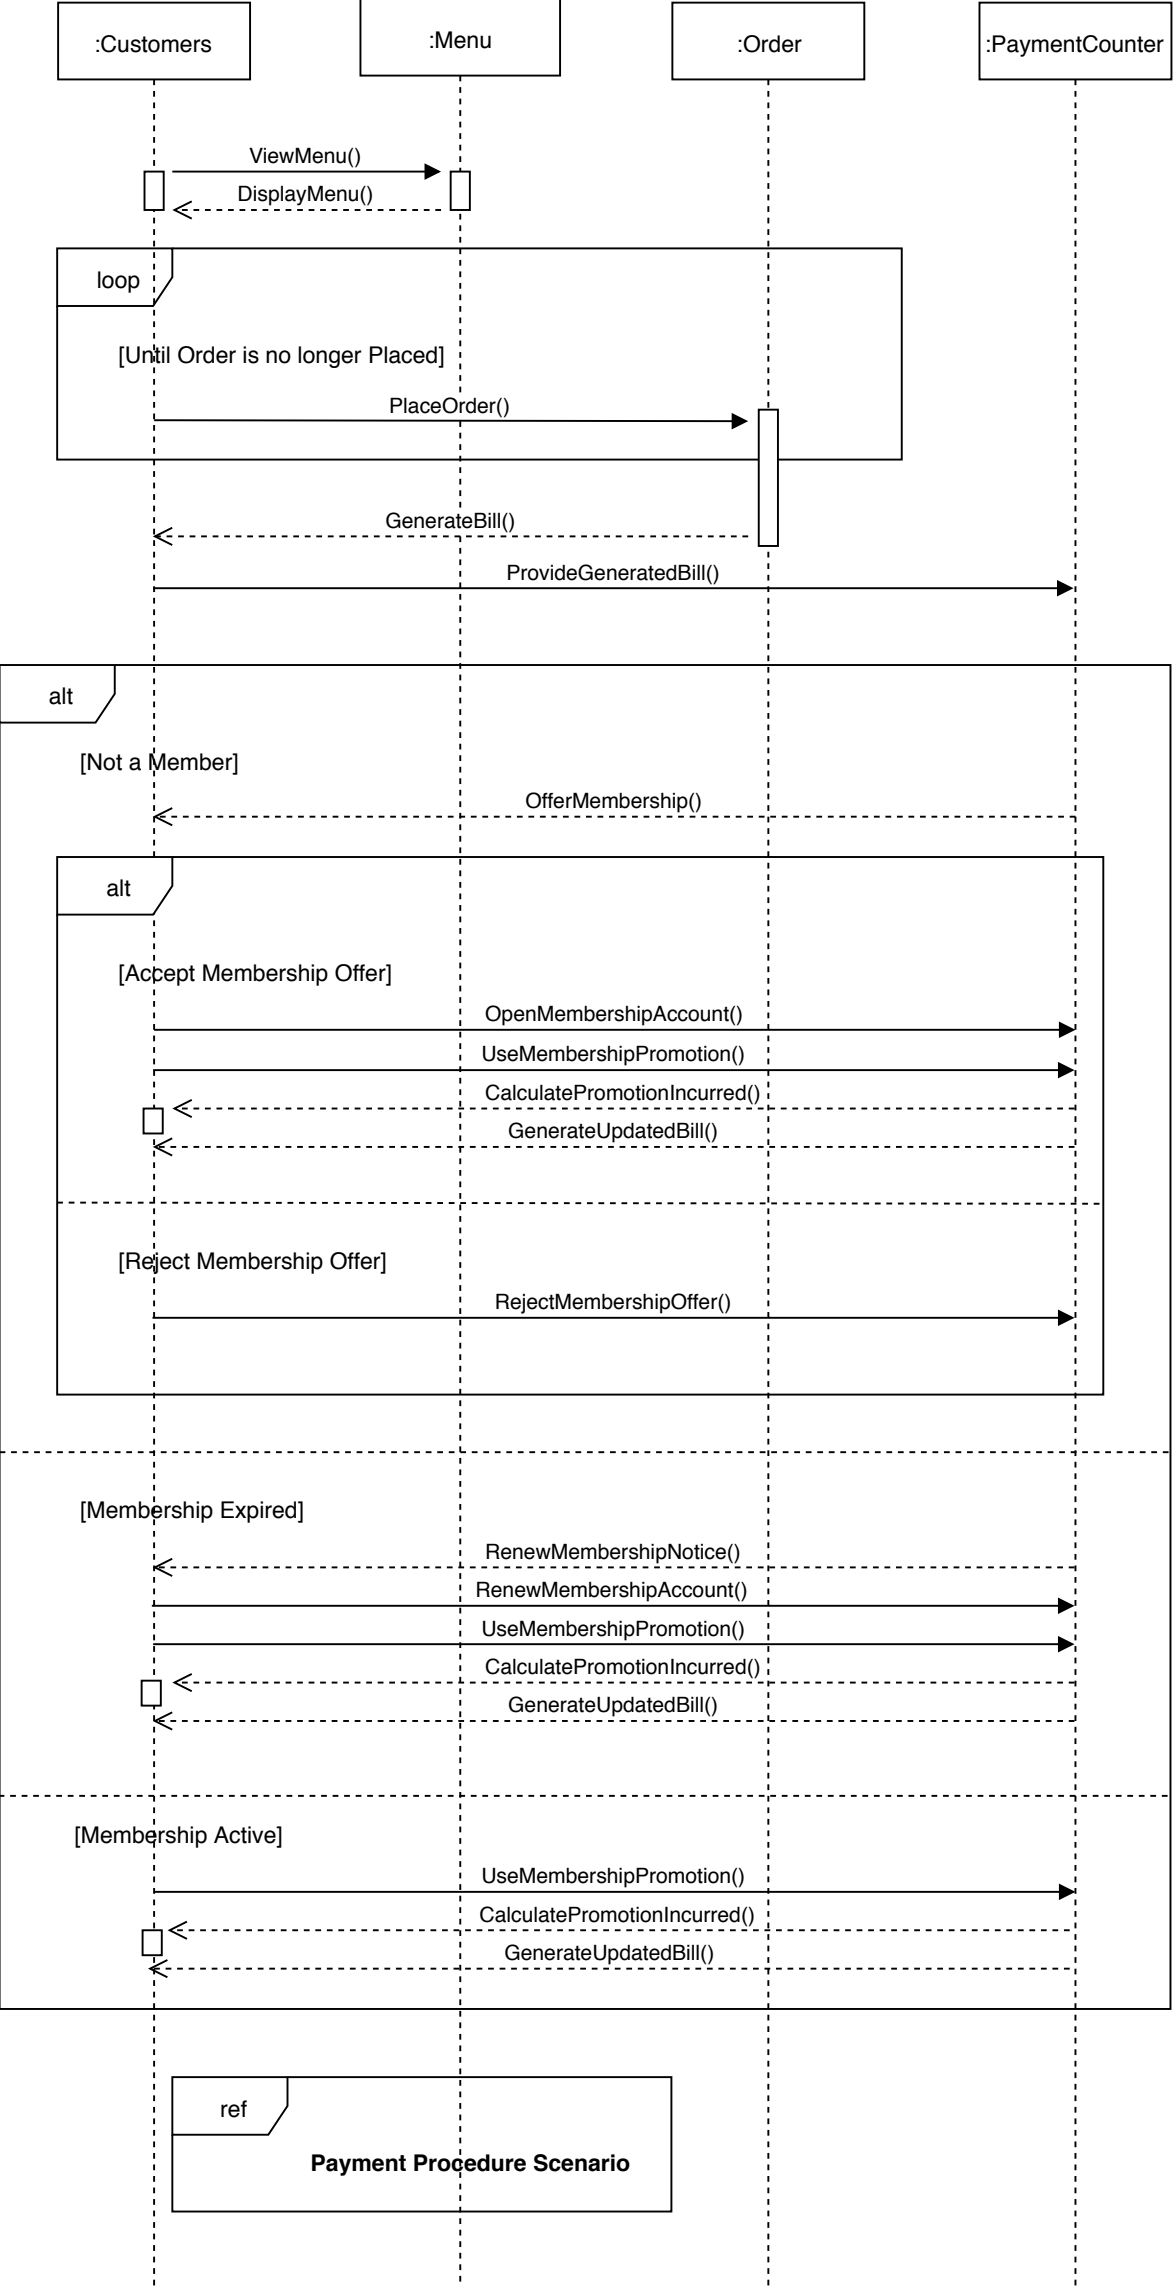 :Customers
:Menu
:Order
:PaymentCounter
ViewMenu()
DisplayMenu()
loop
[Until Order is no longer Placed]
PlaceOrder()
GenerateBill()
ProvideGeneratedBill()
alt
[Not a Member]
OfferMembership()
alt
[Accept Membership Offer]
OpenMembershipAccount()
UseMembershipPromotion()
CalculatePromotionIncurred()
GenerateUpdatedBill()
[Reject Membership Offer]
RejectMembershipOffer()
[Membership Expired]
RenewMembershipNotice()
RenewMembershipAccount()
UseMembershipPromotion()
CalculatePromotionIncurred()
GenerateUpdatedBill()
[Membership Active]
UseMembershipPromotion()
CalculatePromotionIncurred()
GenerateUpdatedBill()
ref
Payment Procedure Scenario